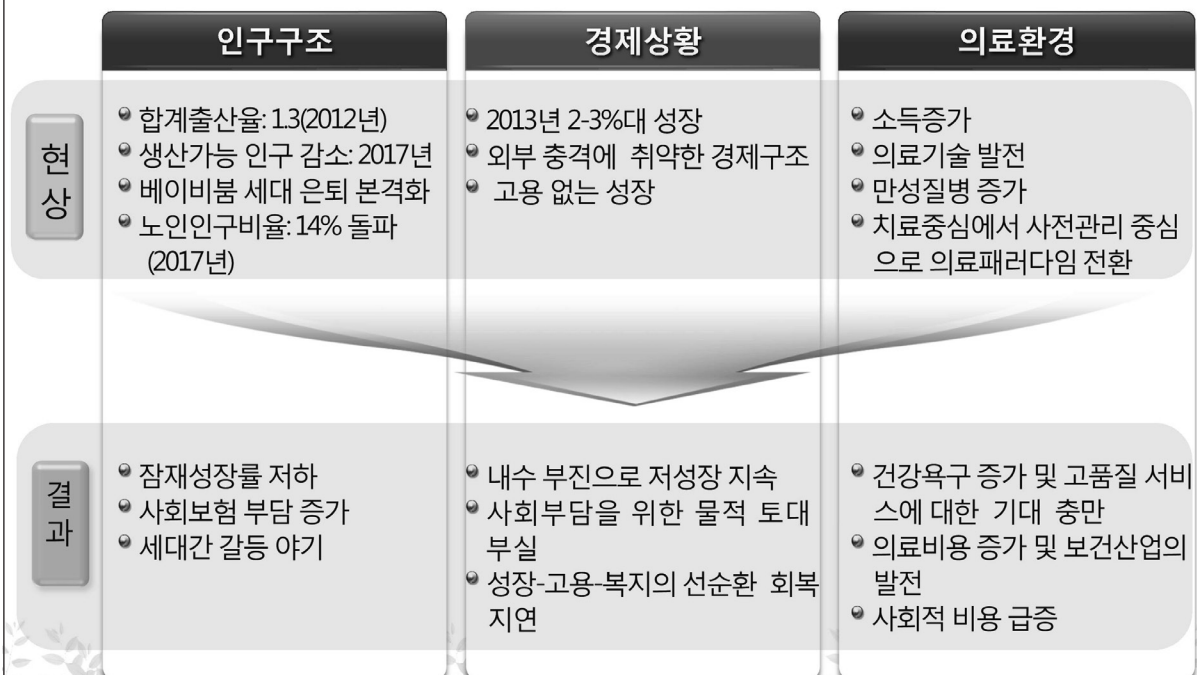 인구구조
경제상황
의료환경
현
상
합계출산율: 1.3(2012년)
생산가능 인구 감소: 2017년
베이비붐 세대 은퇴 본격화
노인인구비율: 14% 돌파
(2017년)
2013년 2-3%대 성장
외부 충격에 취약한 경제구조
고용 없는 성장
소득증가
의료기술 발전
만성질병 증가
치료중심에서 사전관리 중심
으로 의료패러다임 전환
결
과
잠재성장률 저하
사회보험 부담 증가
세대간 갈등 야기
내수 부진으로 저성장 지속
사회부담을 위한 물적 토대
부실
성장-고용-복지의 선순환 회복
지연
건강욕구 증가 및 고품질 서비
스에 대한 기대 충만
의료비용 증가 및 보건산업의
발전
사회적 비용 급증